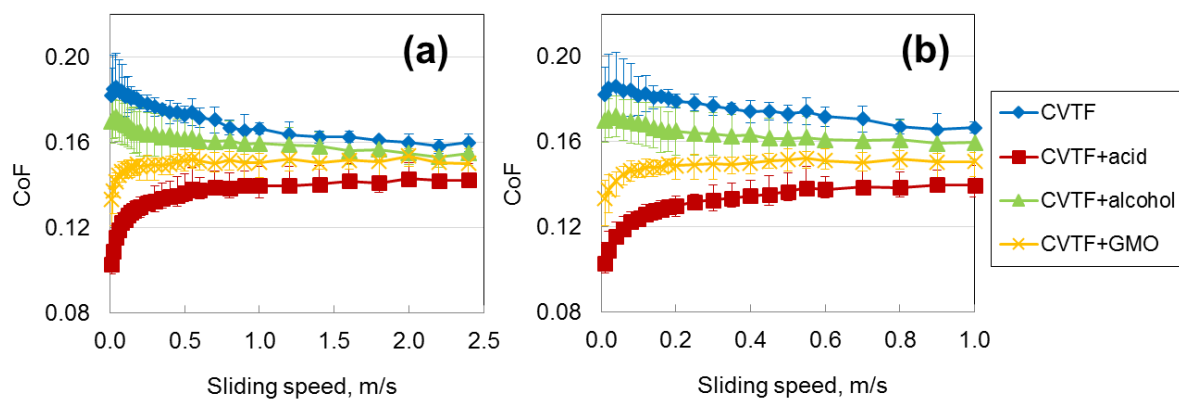 (a)
0.20
0.16
0.12
0.08
CoF
0.0 0.5 1.0 1.5 2.0 2.5
Sliding speed, m/s
(b)
0.20
0.16
0.12
0.08
CoF
0.0 0.2 0.4 0.6 0.8 1.0
Sliding speed, m/s
CVTF
CVTF+acid
CVTF+alcohol
CVTF+GMO